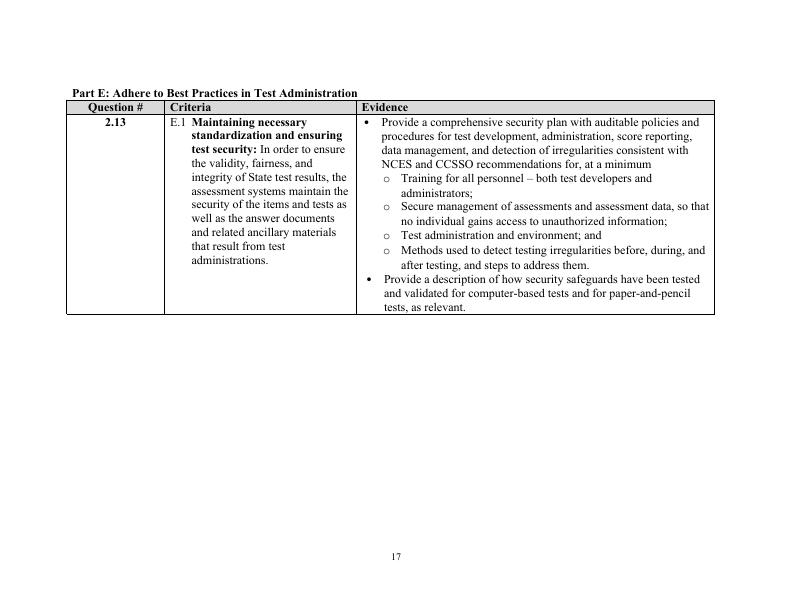 Part E: Adhere to Best Practices in Test Administration
Question #
Criteria
Evidence
2.13
E.1 Maintaining necessary
standardization and ensuring
test security: In order to ensure
the validity, fairness, and
integrity of State test results, the
assessment systems maintain the
security of the items and tests as
well as the answer documents
and related ancillary materials
that result from test
administrations.
• Provide a comprehensive security plan with auditable policies and
procedures for test development, administration, score reporting,
data management, and detection of irregularities consistent with
NCES and CCSSO recommendations for, at a minimum
o Training for all personnel – both test developers and
administrators;
o Secure management of assessments and assessment data, so that
no individual gains access to unauthorized information;
o Test administration and environment; and
o Methods used to detect testing irregularities before, during, and
after testing, and steps to address them.
• Provide a description of how security safeguards have been tested
and validated for computer-based tests and for paper-and-pencil
tests, as relevant.
17